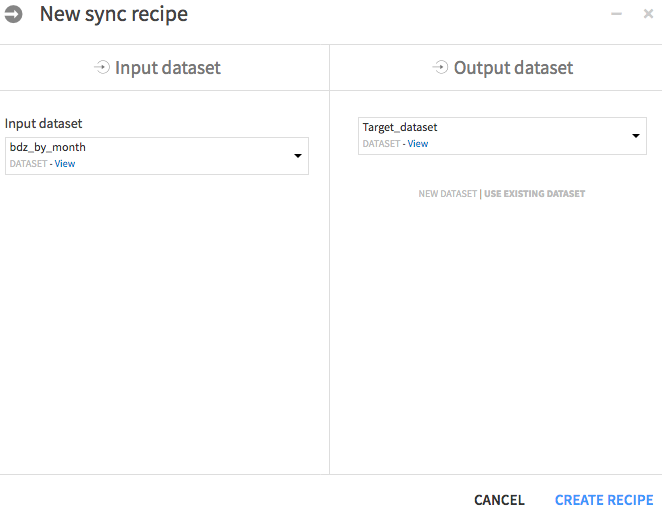 New sync recipe
Input dataset
Output dataset
Input dataset
bdz_by_month
DATASET - View
Target_dataset
DATASET - View
NEW DATASET | USE EXISTING DATASET
CANCEL
CREATE RECIPE